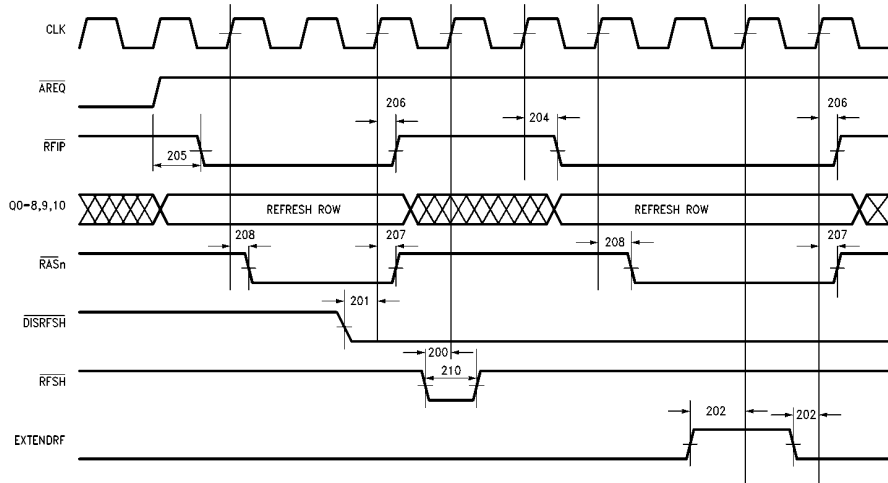 CLK
AREQ
206
204
206
RFIP
205
Q0–8,9,10
REFRESH ROW
REFRESH ROW
208
207
208
207
RASn
201
DISRFSH
200
RFSH
210
202
202
EXTENDRF